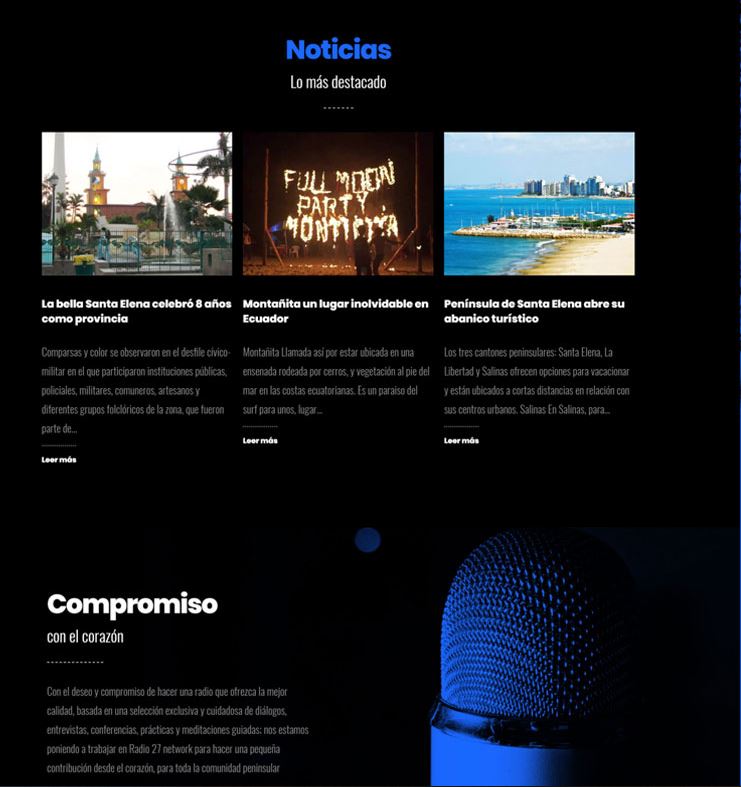 Noticias
Lo más destacado
FULL MOON
PARTY
MONTAÑITA
La bella Santa Elena celebró 8 años
como provincia
Comparsas y color se observaron en el desfile cívico-
militar en el que participaron instituciones públicas,
policiales, militares, comuneros, artesanos y
diferentes grupos folclóricos de la zona, que fueron
parte de...
Leer más
Montañita un lugar inolvidable en
Ecuador
Montañita Llamada así por estar ubicada en una
ensenada rodeada por cerros, y vegetación al pie del
mar en las costas ecuatorianas. Es un paraiso del
surf para unos, lugar...
Leer más
Península de Santa Elena abre su
abanico turístico
Los tres cantones peninsulares: Santa Elena, La
Libertad y Salinas ofrecen opciones para vacacionar
y están ubicados a cortas distancias en relación con
sus centros urbanos. Salinas En Salinas, para...
Leer más
Compromiso
con el corazón
Con el deseo y compromiso de hacer una radio que ofrezca la mejor
calidad, basada en una selección exclusiva y cuidadosa de diálogos,
entrevistas, conferencias, prácticas y meditaciones guiadas; nos estamos
poniendo a trabajar en Radio 27 network para hacer una pequeña
contribución desde el corazón, para toda la comunidad peninsular